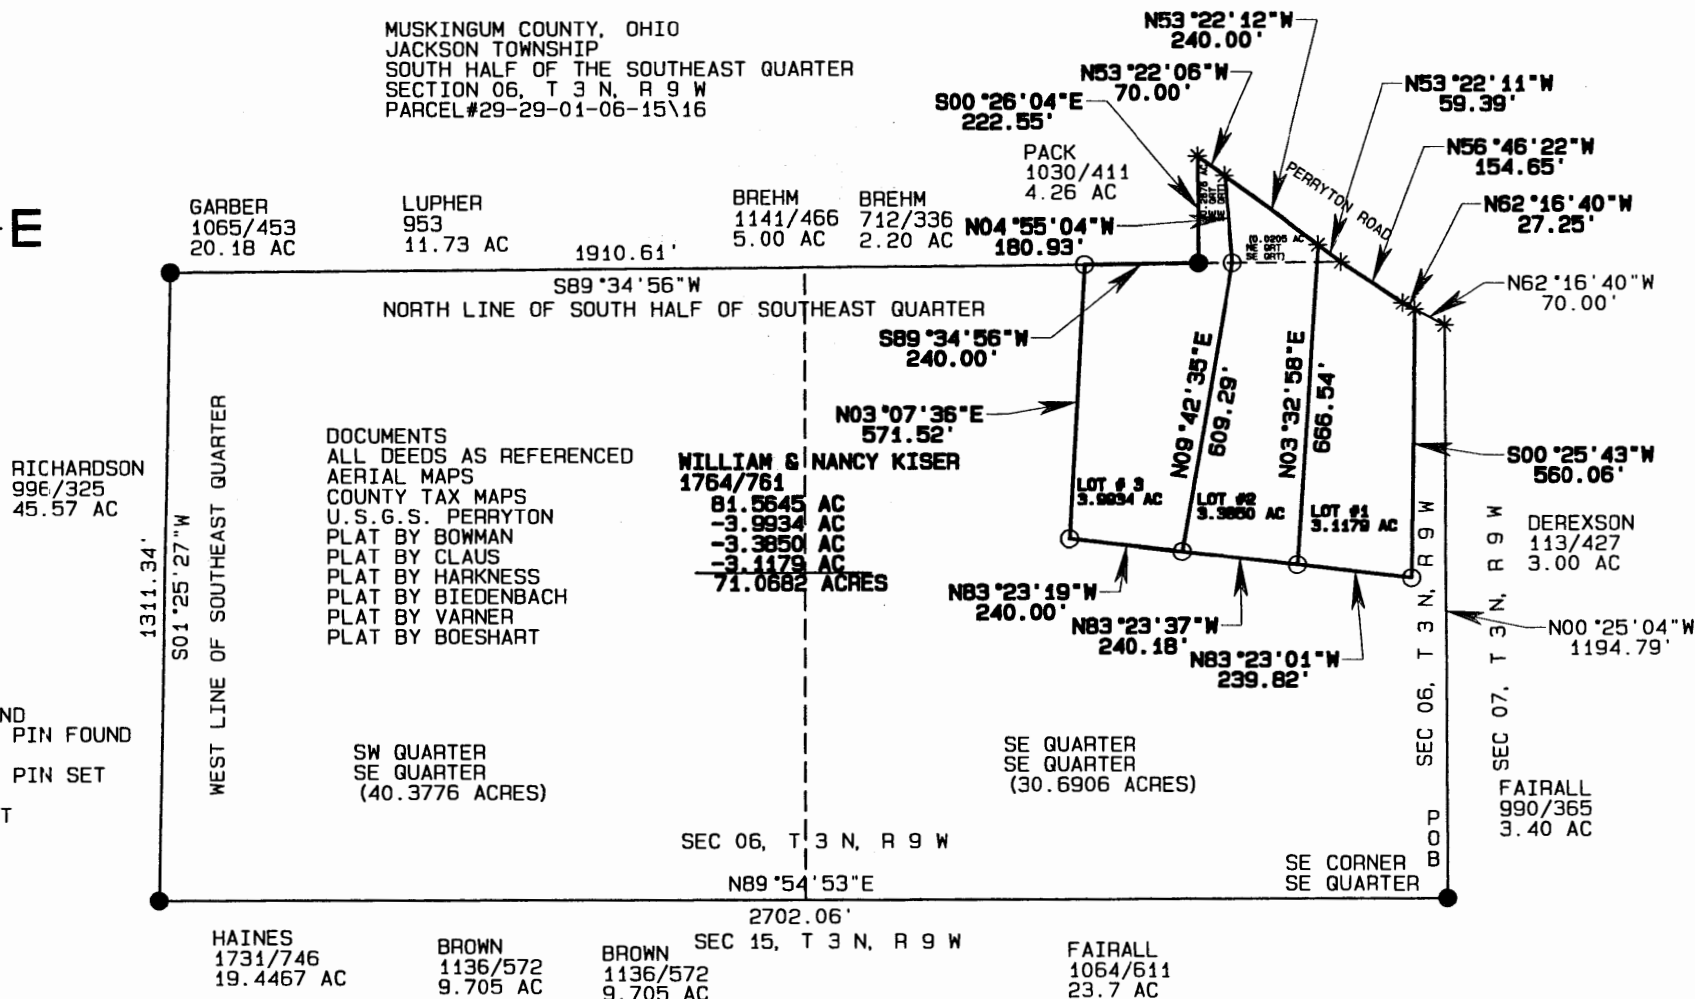 MUSKINGUM COUNTY, OHIO
JACKSON TOWNSHIP
SOUTH HALF OF THE SOUTHEAST QUARTER
SECTION 06, T 3 N, R 9 W
PARCEL#29-29-01-06-15\16
N53°22'12"W
240.00'
N53°22'06"W
70.00'
S00°26'04"E
222.55'
N53°22'11"W
59.39'
N56°46'22"W
154.65'
N62°16'40"W
27.25'
N62°16'40"W
70.00'
PERRYTON ROAD
PACK
1030/411
4.26 AC
N04°55'04"W
180.93'
(0.0205 AC
NE QRT
SE QRT)
E
GARBER
1065/453
20.18 AC
LUPHER
953
11.73 AC
BREHM
1141/466
5.00 AC
BREHM
712/336
2.20 AC
1910.61'
S89°34'56"W
NORTH LINE OF SOUTH HALF OF SOUTHEAST QUARTER
S89°34'56"W
240.00'
N03°07'36"E
571.52'
N09°42'35"E
609.29'
N03°32'58"E
666.54'
S00°25'43"W
560.06'
RICHARDSON
996/325
45.57 AC
1311.34'
S01°25'27"W
WEST LINE OF SOUTHEAST QUARTER
DOCUMENTS
ALL DEEDS AS REFERENCED
AERIAL MAPS
COUNTY TAX MAPS
U.S.G.S. PERRYTON
PLAT BY BOWMAN
PLAT BY CLAUS
PLAT BY HARKNESS
PLAT BY BIEDENBACH
PLAT BY VARNER
PLAT BY BOESHART
WILLIAM & NANCY KISER
1764/761
81.5645 AC
-3.9934 AC
-3.3850 AC
-3.1179 AC
71.0682 ACRES
LOT # 3
3.9934 AC
LOT #2
3.3850 AC
LOT #1
3.1179 AC
N83°23'19"W
240.00'
N83°23'37"W
240.18'
N83°23'01"W
239.82'
DEREXSON
113/427
3.00 AC
N00°25'04"W
1194.79'
SEC 06, T 3 N, R 9 W
SEC 07, T 3 N, R 9 W
ND
PIN FOUND
PIN SET
T
SW QUARTER
SE QUARTER
(40.3776 ACRES)
SE QUARTER
SE QUARTER
(30.6906 ACRES)
FAIRALL
990/365
3.40 AC
POB
SEC 06, T 3 N, R 9 W
SE CORNER
SE QUARTER
N89°54'53"E
2702.06'
SEC 15, T 3 N, R 9 W
HAINES
1731/746
19.4467 AC
BROWN
1136/572
9.705 AC
BROWN
1136/572
9.705 AC
FAIRALL
1064/611
23.7 AC